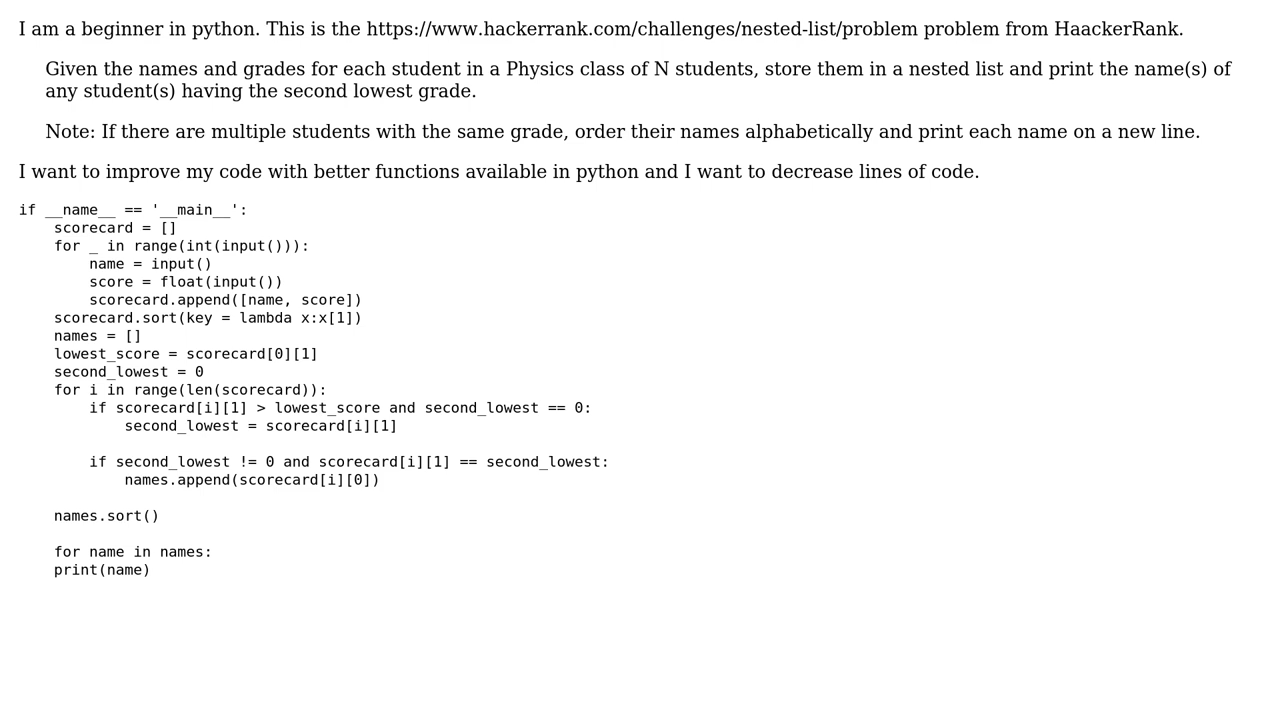 I am a beginner in python. This is the https://www.hackerrank.com/challenges/nested-list/problem problem from HaackerRank.
Given the names and grades for each student in a Physics class of N students, store them in a nested list and print the name(s) of
any student(s) having the second lowest grade.
Note: If there are multiple students with the same grade, order their names alphabetically and print each name on a new line.
I want to improve my code with better functions available in python and I want to decrease lines of code.
if __name__ == '__main__':
    scorecard = []
    for _ in range(int(input())):
        name = input()
        score = float(input())
        scorecard.append([name, score])
    scorecard.sort(key = lambda x:x[1])
    names = []
    lowest_score = scorecard[0][1]
    second_lowest = 0
    for i in range(len(scorecard)):
        if scorecard[i][1] > lowest_score and second_lowest == 0:
            second_lowest = scorecard[i][1]
        if second_lowest != 0 and scorecard[i][1] == second_lowest:
            names.append(scorecard[i][0])
    names.sort()
    for name in names:
    print(name)